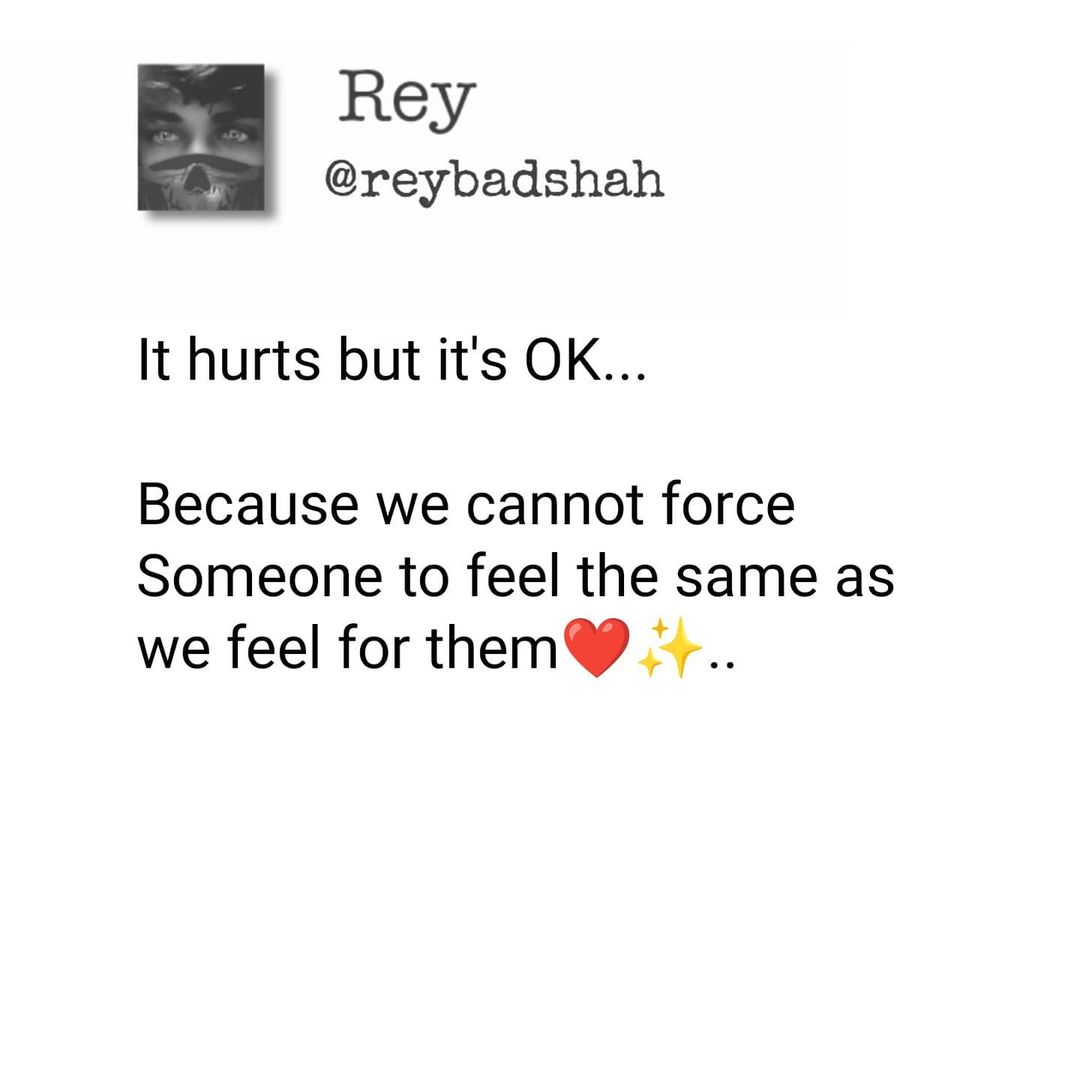 Rey
@reybadshah
It hurts but it's OK...
Because we cannot force
Someone to feel the same as
we feel for them❤️✨..